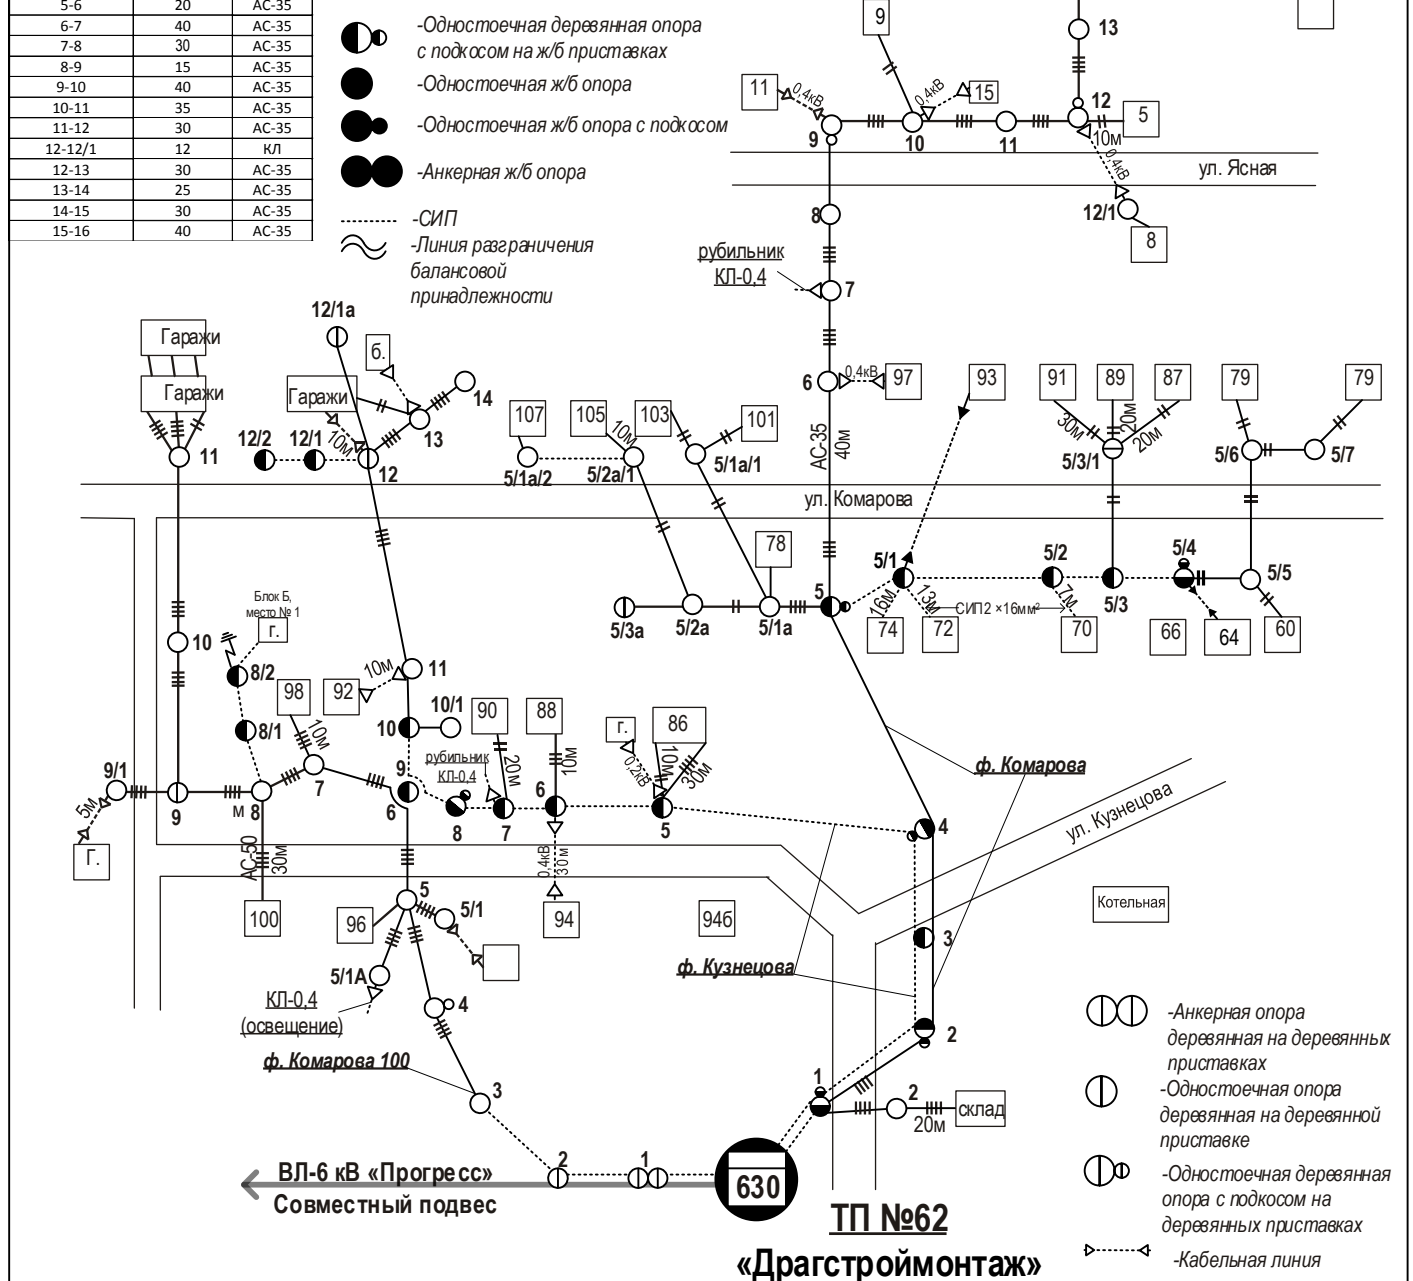 5-6 20 АС-35
6-7 40 АС-35
7-8 30 АС-35
8-9 15 АС-35
9-10 40 АС-35
10-11 35 АС-35
11-12 30 АС-35
12-12/1 12 КЛ
12-13 30 АС-35
13-14 25 АС-35
14-15 30 АС-35
15-16 40 АС-35
-Одностоечная деревянная опора
с подкосом на ж/б приставках
-Одностоечная ж/б опора
-Одностоечная ж/б опора с подкосом
-Анкерная ж/б опора
-СИП
-Линия разграничения
балансовой
принадлежности
9
13
11
0,4кВ
0,4кВ
15
12
5
9
10
11
10м
0,4кВ
ул. Ясная
12/1
8
8
рубильник
КЛ-0,4
7
6
0,4кВ
97
АС-35
40м
12/1а
Гаражи
Гаражи
б.
Гаражи
14
13
10м
12/2
12/1
12
11
107
105
10м
103
101
5/1а/2
5/2а/1
5/1а/1
93
91
89
87
79
79
30м
20м
20м
5/3/1
5/6
5/7
ул. Комарова
78
5
5/1
5/2
5/3
5/4
5/5
5/3а
5/2а
5/1а
16м
13м
СИП2 ×16мм²
7м
74
72
70
66
64
60
Блок Б,
место № 1
г.
10
8/2
8/1
98
10м
92
10м
11
10/1
10
9
рубильник
КЛ-0,4
90
20м
88
10м
г.
0,2кВ
86
10м
30м
ф. Комарова
9/1
5м
Г.
9
м
8
7
6
8
7
6
5
4
ул. Кузнецова
АС-50
30м
0,4кВ
30 м
100
96
5
5/1
94
94б
3
Котельная
5/1А
КЛ-0,4
(освещение)
4
ф. Кузнецова
ф. Комарова 100
3
2
1
2
склад
20м
2
1
ВЛ-6 кВ «Прогресс»
Совместный подвес
630
ТП №62
«Драгстроймонтаж»
-Анкерная опора
деревянная на деревянных
приставках
-Одностоечная опора
деревянная на деревянной
приставке
-Одностоечная деревянная
опора с подкосом на
деревянных приставках
-Кабельная линия